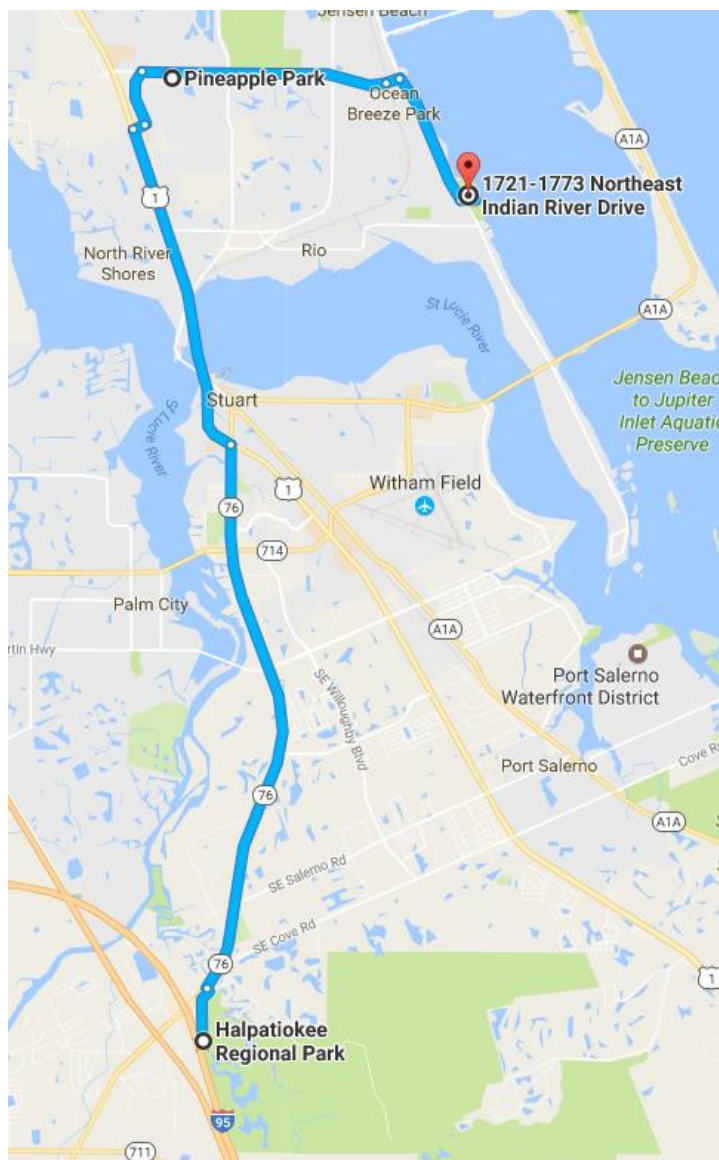 Jensen Beach
Pineapple Park
Ocean
Breeze Park
A1A
1721-1773 Northeast
Indian River Drive
1
North River
Shores
Rio
St Lucie River
A1A
Jensen Beac
to Jupiter
Inlet Aquatic
Preserve
Stuart
St Lucie
River
Witham Field
1
76
714
Palm City
A1A
rtin Hwy
Port Salerno
Waterfront District
SE Willoughby Blvd
Port Salerno
Cove Rd
76
A1A
SE Salerno Rd
SE Cove Rd
76
1
Halpatiokee
Regional Park
95
711